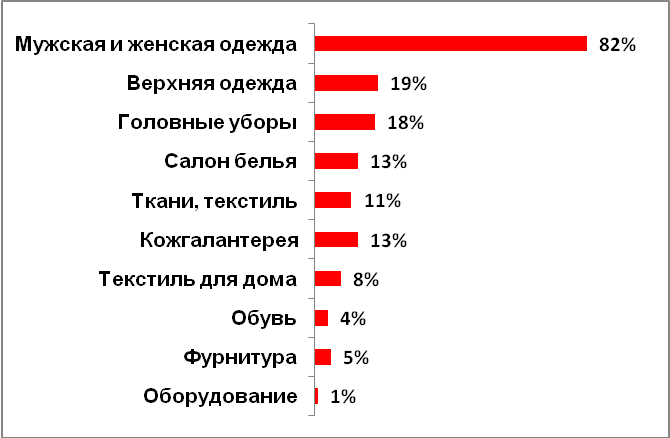 Мужская и женская одежда 82%
Верхняя одежда 19%
Головные уборы 18%
Салон белья 13%
Ткани, текстиль 11%
Кожгалантерея 13%
Текстиль для дома 8%
Обувь 4%
Фурнитура 5%
Оборудование 1%